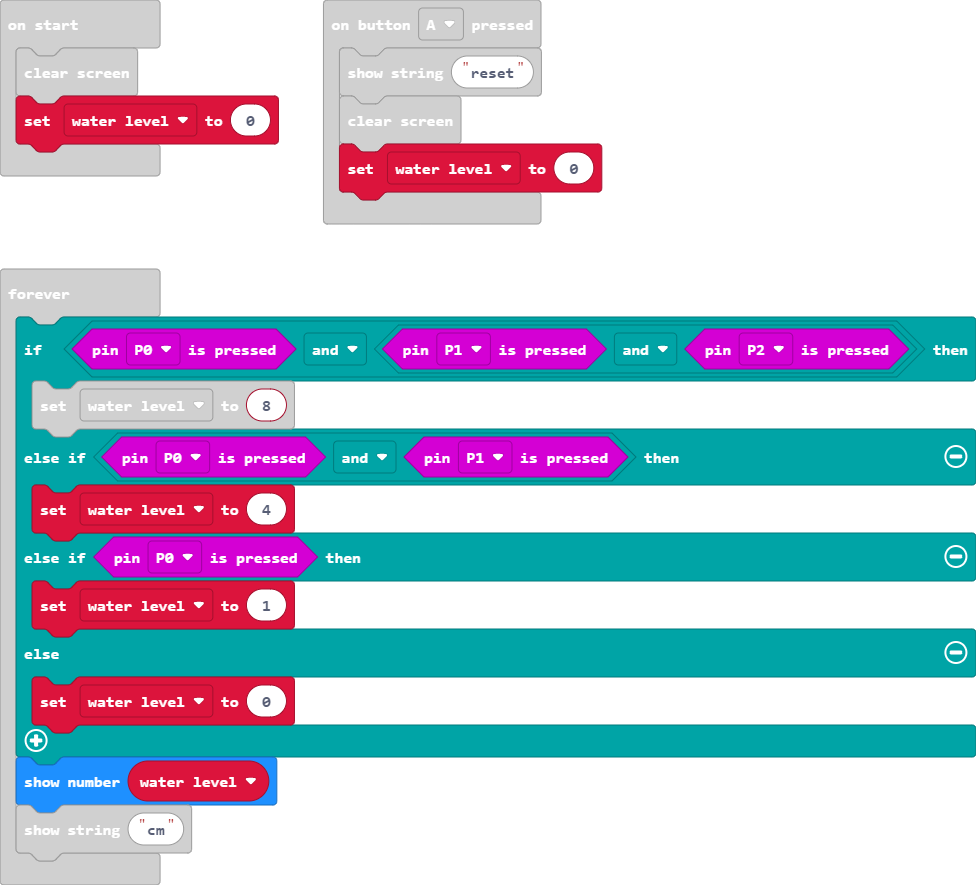 on start
clear screen
set water level to 0
on button A pressed
show string "reset"
clear screen
set water level to 0
forever
if pin P0 is pressed and pin P1 is pressed and pin P2 is pressed then
set water level to 8
else if pin P0 is pressed and pin P1 is pressed then
set water level to 4
else if pin P0 is pressed then
set water level to 1
else
set water level to 0
show number water level
show string "cm"